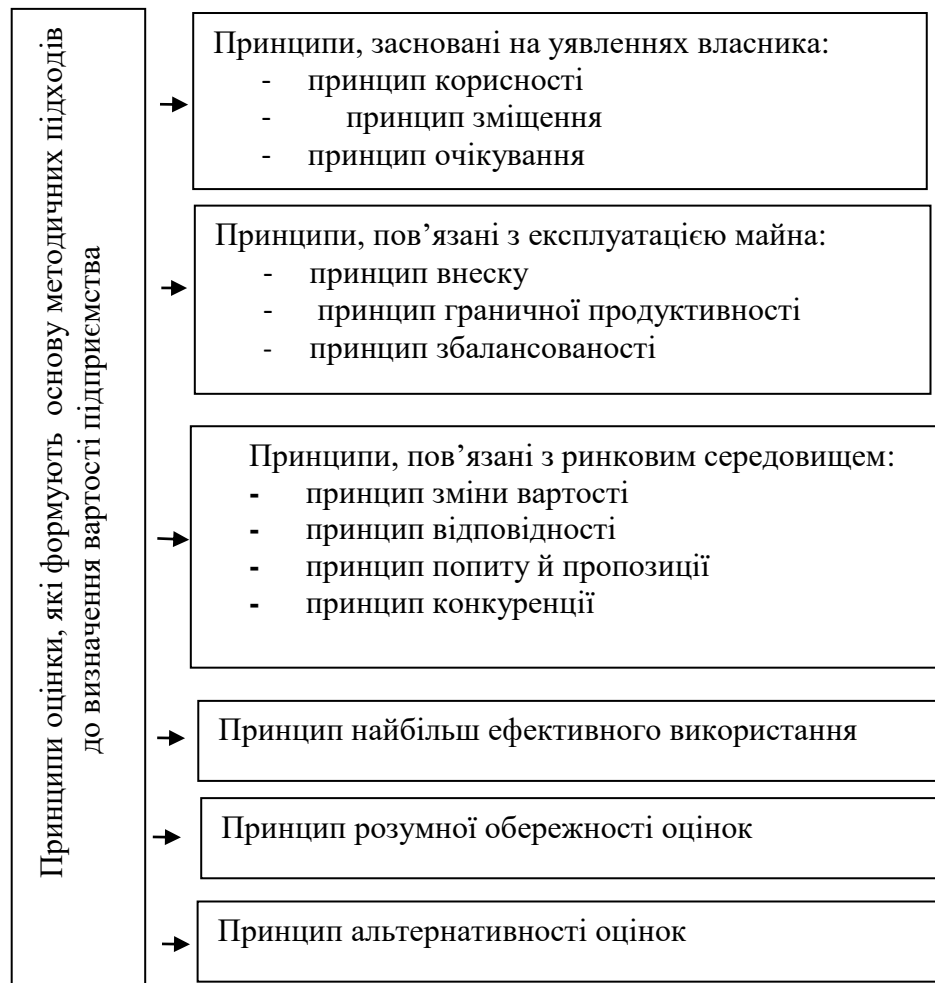 Принципи оцінки, які формують основу методичних підходів
до визначення вартості підприємства
Принципи, засновані на уявленнях власника:
- принцип корисності
- принцип зміщення
- принцип очікування
Принципи, пов’язані з експлуатацією майна:
- принцип внеску
- принцип граничної продуктивності
- принцип збалансованості
Принципи, пов’язані з ринковим середовищем:
- принцип зміни вартості
- принцип відповідності
- принцип попиту й пропозиції
- принцип конкуренції
Принцип найбільш ефективного використання
Принцип розумної обережності оцінок
Принцип альтернативності оцінок